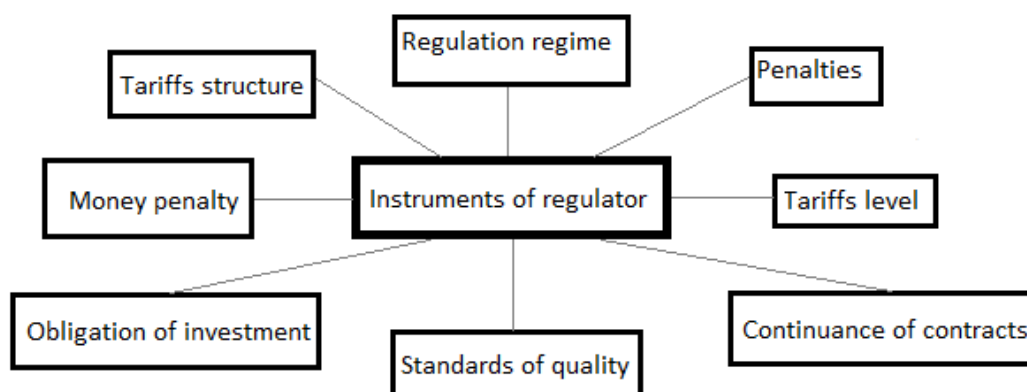 Regulation regime
Tariffs structure
Penalties
Money penalty
Instruments of regulator
Tariffs level
Obligation of investment
Standards of quality
Continuance of contracts